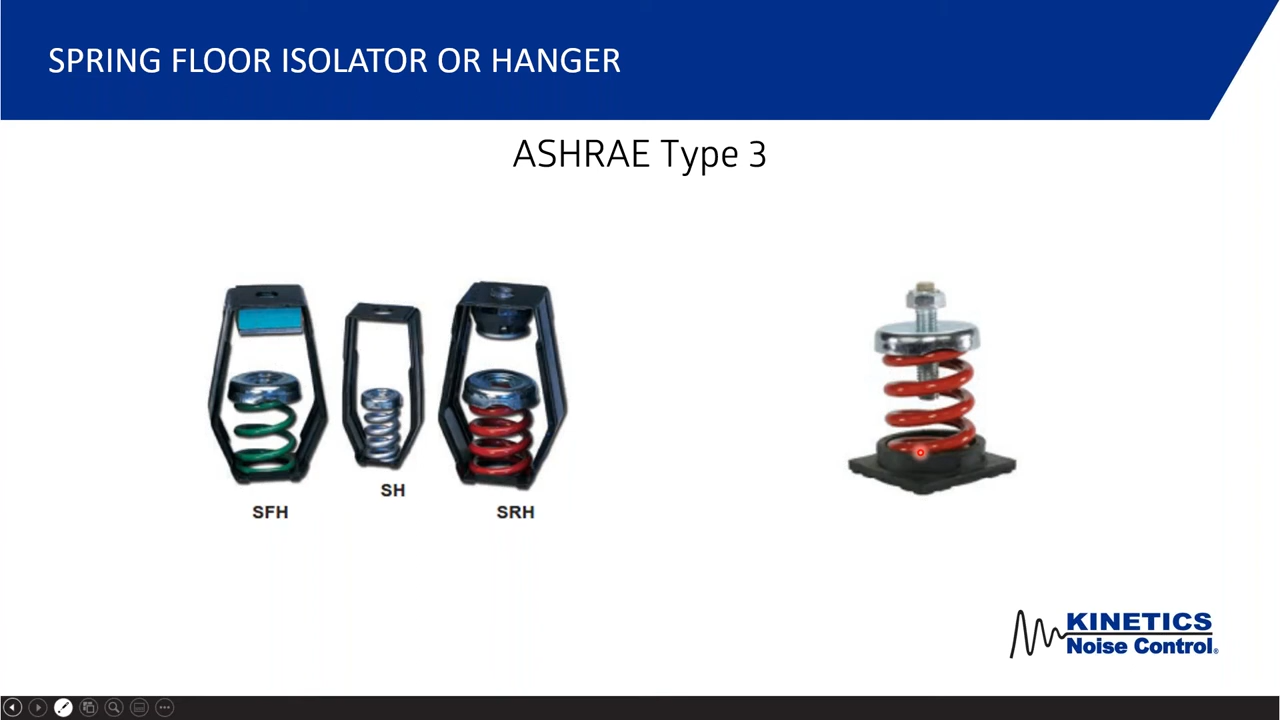 SPRING FLOOR ISOLATOR OR HANGER
ASHRAE Type 3
SH
SFH
SRH
KINETICS
Noise Control®